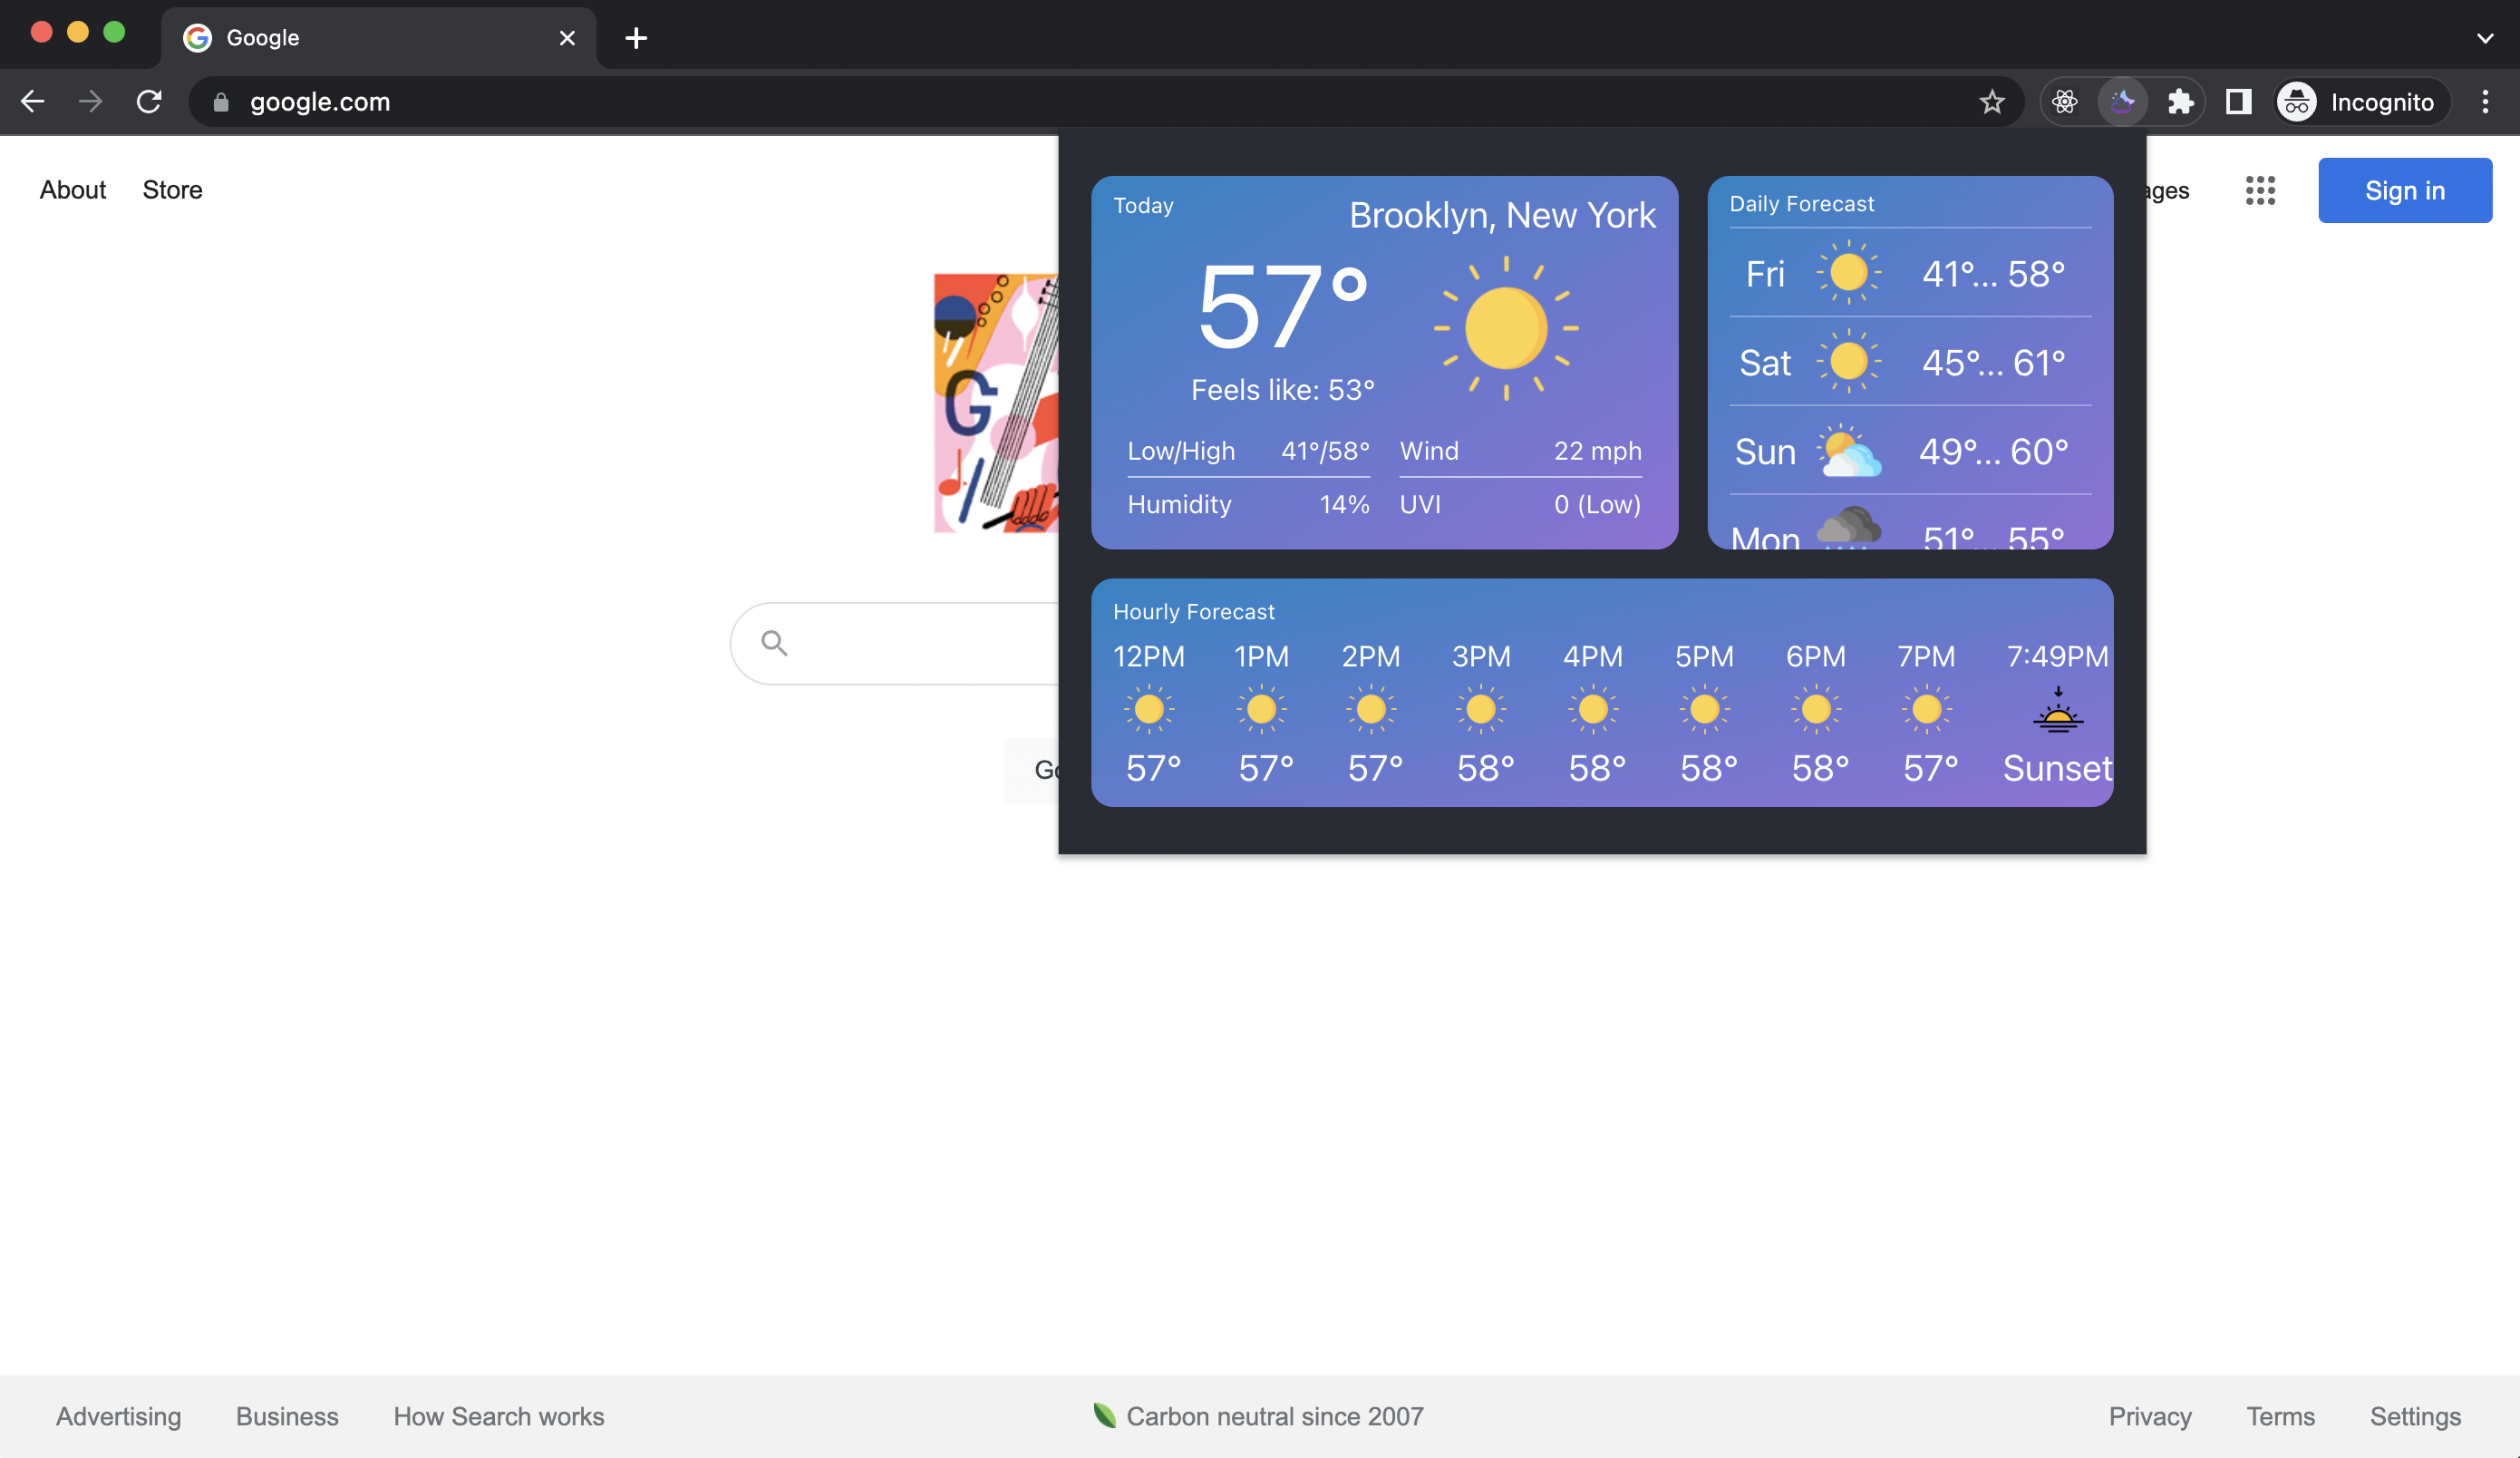 Google
google.com
Incognito
About Store
Sign in
G
Today
Brooklyn, New York
57°
Feels like: 53°
Low/High 41°/58° Wind 22 mph
Humidity 14% UVI 0 (Low)
Daily Forecast
Fri 41°... 58°
Sat 45°... 61°
Sun 49°... 60°
Mon 51°... 55°
Hourly Forecast
12PM 1PM 2PM 3PM 4PM 5PM 6PM 7PM 7:49PM
57° 57° 57° 58° 58° 58° 58° 57° Sunset
Advertising Business How Search works Carbon neutral since 2007 Privacy Terms Settings